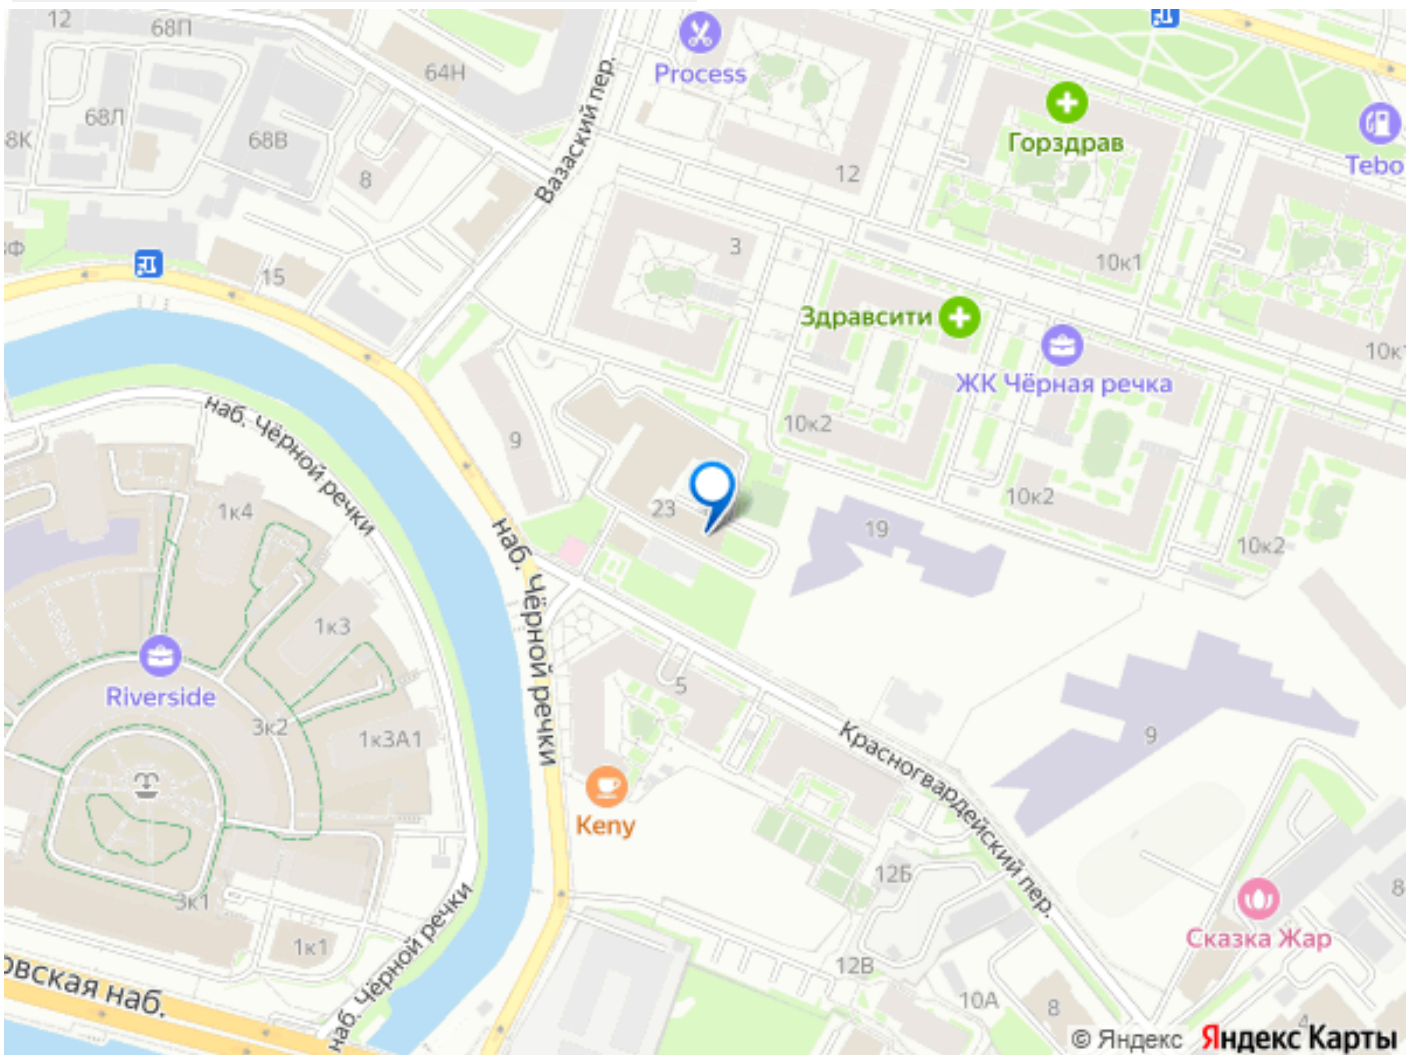 12
68П
64Н
Process
Вазаский пер.
Горздрав
Tebo
68Л
68В
68К
8
12
3
10к1
15
Здравсити
ЖК Чёрная речка
10к
наб. Чёрной речки
9
10к2
23
10к2
19
10к2
1к4
наб. Чёрной речки
1к3
Riverside
5
3к2
1к3А1
Красногвардейский пер.
9
Keny
12Б
8
3к1
Сказка Жар
1к1
наб. Чёрной речки
12В
овская наб.
10А
8
4
© Яндекс Яндекс Карты